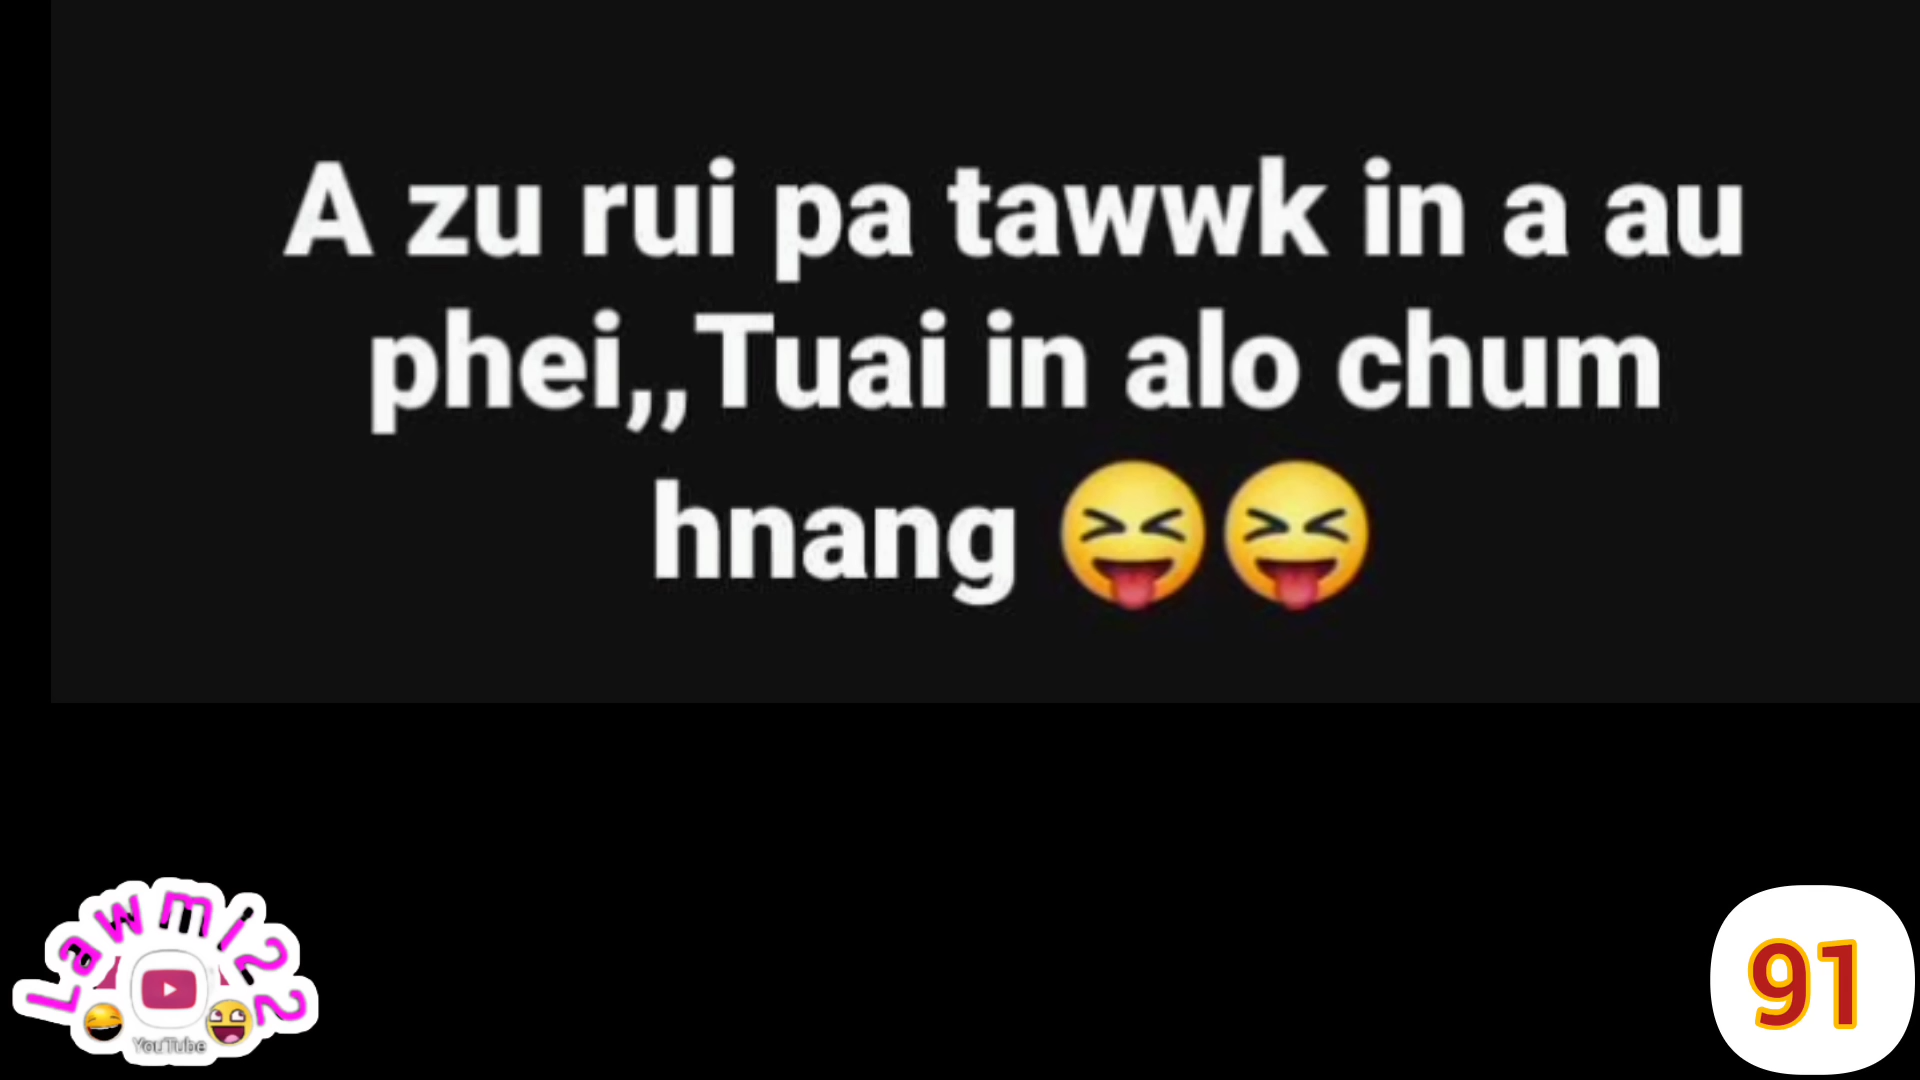 A zu rui pa tawwk in a au
phei,,Tuai in alo chum
hnang 😝😝
Lawmi22
YouTube
91